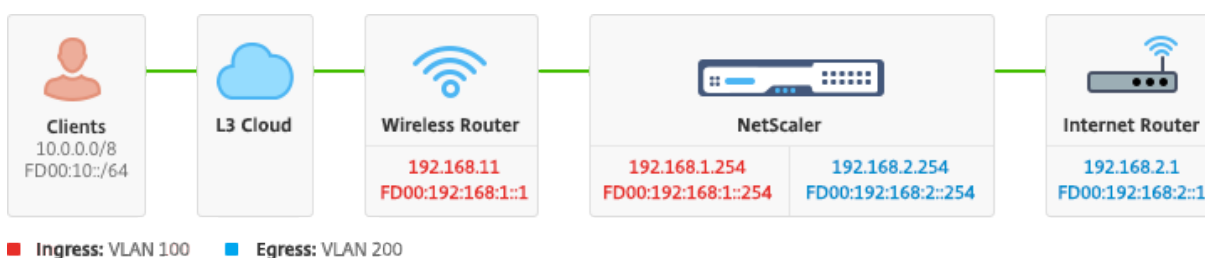 Clients
10.0.0.0/8
FD00:10::/64
L3 Cloud
Wireless Router
192.168.11
FD00:192:168:1::1
NetScaler
192.168.1.254
FD00:192:168:1::254
192.168.2.254
FD00:192:168:2::254
Internet Router
192.168.2.1
FD00:192:168:2::1
Ingress: VLAN 100 Egress: VLAN 200